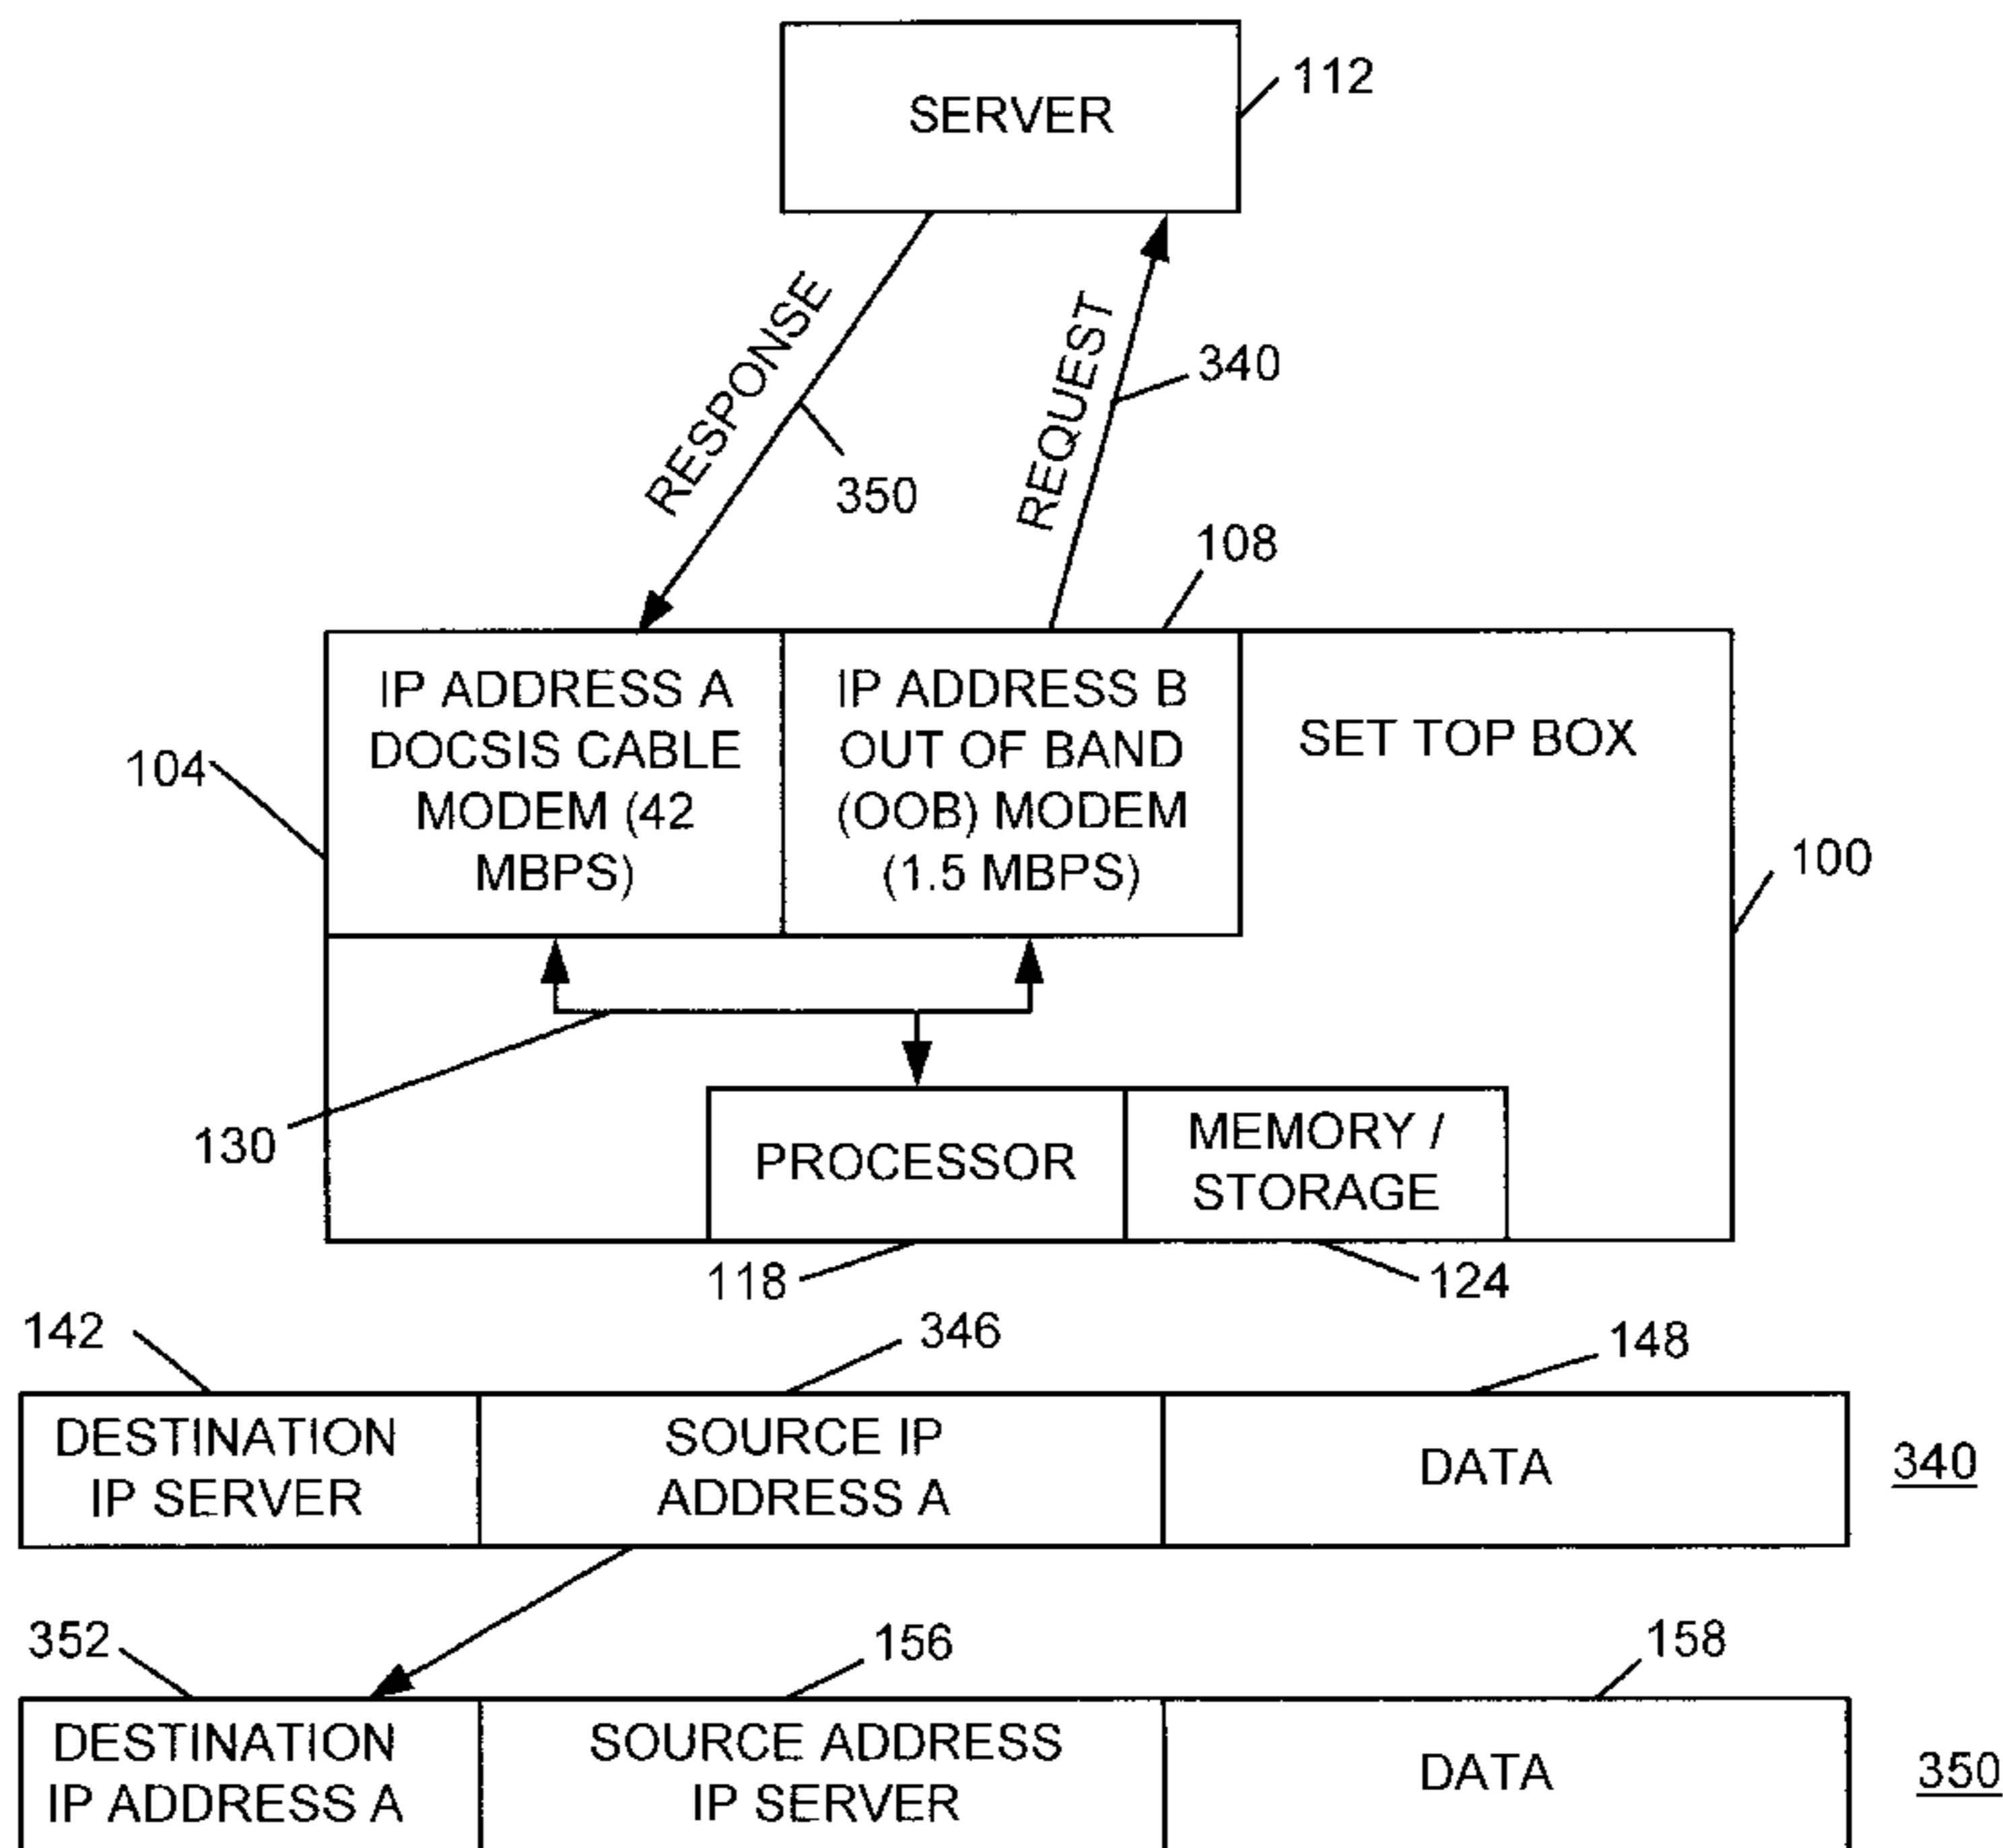 SERVER
112
RESPONSE
350
REQUEST
340
108
IP ADDRESS A
DOCSIS CABLE
MODEM (42
MBPS)
IP ADDRESS B
OUT OF BAND
(OOB) MODEM
(1.5 MBPS)
SET TOP BOX
104
100
130
PROCESSOR
MEMORY /
STORAGE
118
124
142
346
148
DESTINATION
IP SERVER
SOURCE IP
ADDRESS A
DATA
340
352
156
158
DESTINATION
IP ADDRESS A
SOURCE ADDRESS
IP SERVER
DATA
350